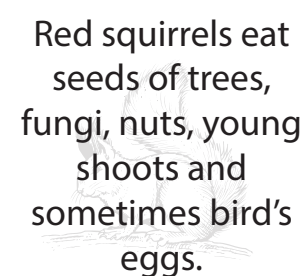 Red squirrels eat
seeds of trees,
fungi, nuts, young
shoots and
sometimes bird’s
eggs.